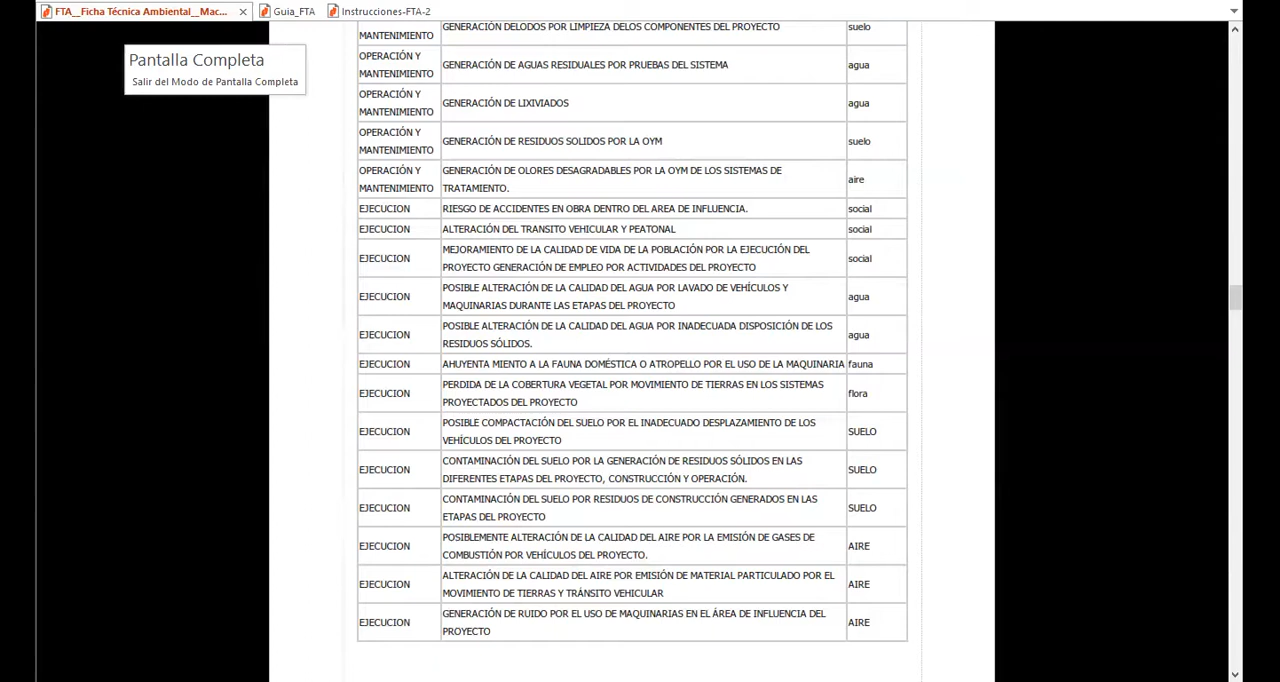 FTA__Ficha Técnica Ambiental__Mac...
Guia_FTA
Instrucciones-FTA-2
Pantalla Completa
Salir del Modo de Pantalla Completa
MANTENIMIENTO
GENERACIÓN DELODOS POR LIMPIEZA DELOS COMPONENTES DEL PROYECTO
suelo
OPERACIÓN Y
MANTENIMIENTO
GENERACIÓN DE AGUAS RESIDUALES POR PRUEBAS DEL SISTEMA
agua
OPERACIÓN Y
MANTENIMIENTO
GENERACIÓN DE LIXIVIADOS
agua
OPERACIÓN Y
MANTENIMIENTO
GENERACIÓN DE RESIDUOS SOLIDOS POR LA OYM
suelo
OPERACIÓN Y
MANTENIMIENTO
GENERACIÓN DE OLORES DESAGRADABLES POR LA OYM DE LOS SISTEMAS DE
TRATAMIENTO.
aire
EJECUCION
RIESGO DE ACCIDENTES EN OBRA DENTRO DEL AREA DE INFLUENCIA.
social
EJECUCION
ALTERACIÓN DEL TRANSITO VEHICULAR Y PEATONAL
social
EJECUCION
MEJORAMIENTO DE LA CALIDAD DE VIDA DE LA POBLACIÓN POR LA EJECUCIÓN DEL
PROYECTO GENERACIÓN DE EMPLEO POR ACTIVIDADES DEL PROYECTO
social
EJECUCION
POSIBLE ALTERACIÓN DE LA CALIDAD DEL AGUA POR LAVADO DE VEHÍCULOS Y
MAQUINARIAS DURANTE LAS ETAPAS DEL PROYECTO
agua
EJECUCION
POSIBLE ALTERACIÓN DE LA CALIDAD DEL AGUA POR INADECUADA DISPOSICIÓN DE LOS
RESIDUOS SÓLIDOS.
agua
EJECUCION
AHUYENTA MIENTO A LA FAUNA DOMÉSTICA O ATROPELLO POR EL USO DE LA MAQUINARIA
fauna
EJECUCION
PERDIDA DE LA COBERTURA VEGETAL POR MOVIMIENTO DE TIERRAS EN LOS SISTEMAS
PROYECTADOS DEL PROYECTO
flora
EJECUCION
POSIBLE COMPACTACIÓN DEL SUELO POR EL INADECUADO DESPLAZAMIENTO DE LOS
VEHÍCULOS DEL PROYECTO
SUELO
EJECUCION
CONTAMINACIÓN DEL SUELO POR LA GENERACIÓN DE RESIDUOS SÓLIDOS EN LAS
DIFERENTES ETAPAS DEL PROYECTO, CONSTRUCCIÓN Y OPERACIÓN.
SUELO
EJECUCION
CONTAMINACIÓN DEL SUELO POR RESIDUOS DE CONSTRUCCIÓN GENERADOS EN LAS
ETAPAS DEL PROYECTO
SUELO
EJECUCION
POSIBLEMENTE ALTERACIÓN DE LA CALIDAD DEL AIRE POR LA EMISIÓN DE GASES DE
COMBUSTIÓN POR VEHÍCULOS DEL PROYECTO.
AIRE
EJECUCION
ALTERACIÓN DE LA CALIDAD DEL AIRE POR EMISIÓN DE MATERIAL PARTICULADO POR EL
MOVIMIENTO DE TIERRAS Y TRÁNSITO VEHICULAR
AIRE
EJECUCION
GENERACIÓN DE RUIDO POR EL USO DE MAQUINARIAS EN EL ÁREA DE INFLUENCIA DEL
PROYECTO
AIRE